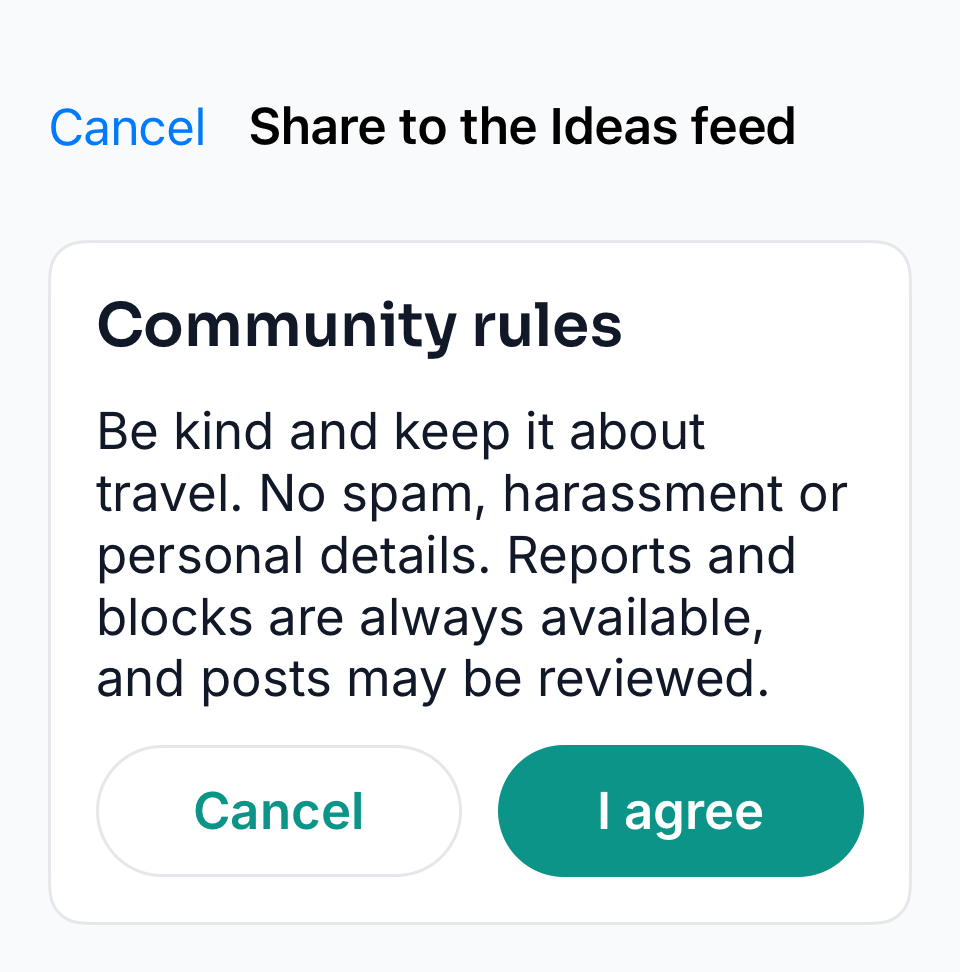 Cancel Share to the Ideas feed
Community rules
Be kind and keep it about
travel. No spam, harassment or
personal details. Reports and
blocks are always available,
and posts may be reviewed.
Cancel I agree